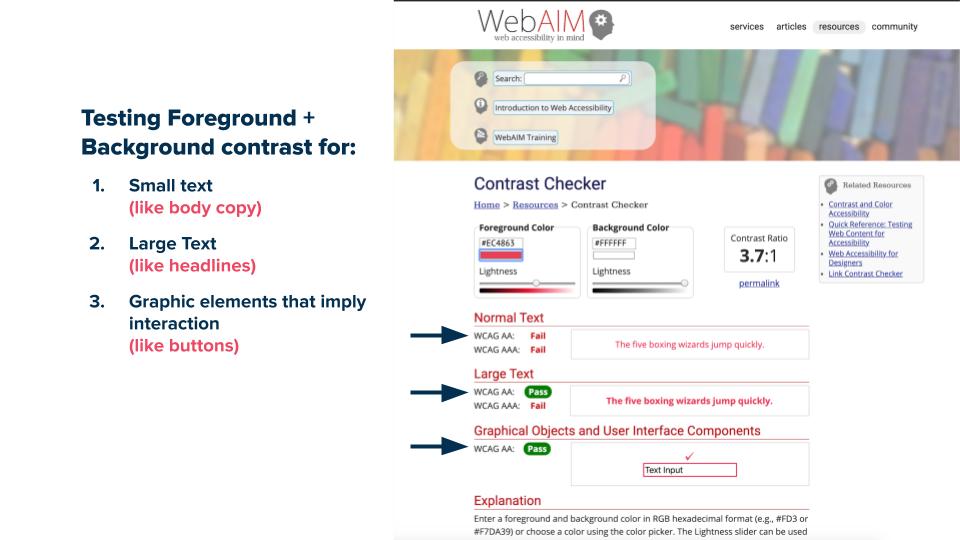 Testing Foreground +
Background contrast for:
1. Small text
(like body copy)
2. Large Text
(like headlines)
3. Graphic elements that imply
interaction
(like buttons)
WebAIM
web accessibility in mind
services articles resources community
Search:
Introduction to Web Accessibility
WebAIM Training
Contrast Checker
Home > Resources > Contrast Checker
Foreground Color
#EC4863
Lightness
Background Color
#FFFFFF
Lightness
Contrast Ratio
3.7:1
permalink
Related Resources
Contrast and Color
Accessibility
Quick Reference: Testing
Web Content for
Accessibility
Web Accessibility for
Designers
Link Contrast Checker
Normal Text
WCAG AA: Fail
WCAG AAA: Fail
The five boxing wizards jump quickly.
Large Text
WCAG AA: Pass
WCAG AAA: Fail
The five boxing wizards jump quickly.
Graphical Objects and User Interface Components
WCAG AA: Pass
✓
Text Input
Explanation
Enter a foreground and background color in RGB hexadecimal format (e.g., #FD3 or
#F7DA39) or choose a color using the color picker. The Lightness slider can be used